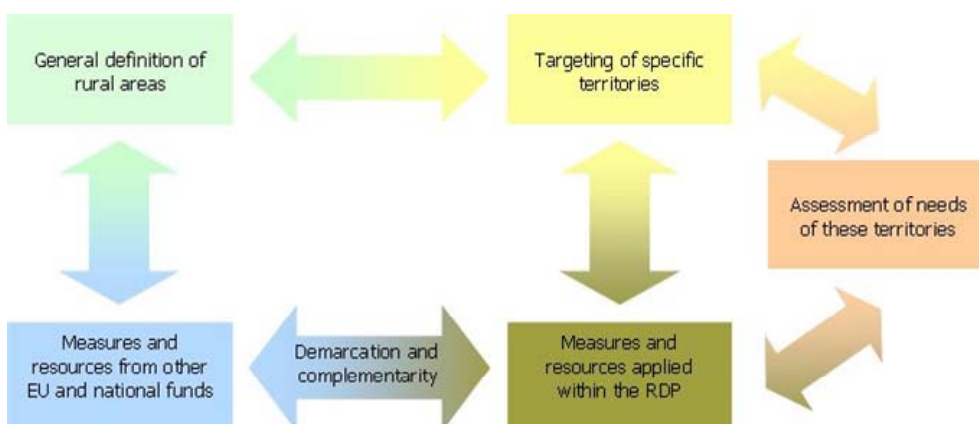 General definition of
rural areas
Targeting of specific
territories
Assessment of needs
of these territories
Measures and
resources from other
EU and national funds
Demarcation and
complementarity
Measures and
resources applied
within the RDP